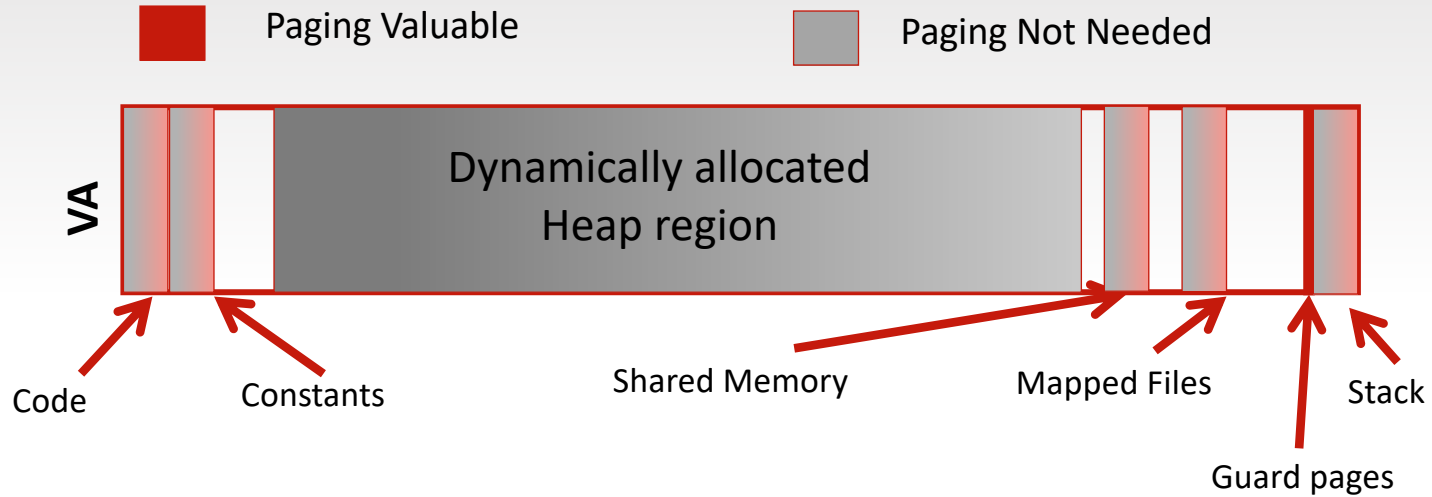 Paging Valuable
Paging Not Needed
VA
Dynamically allocated
Heap region
Code
Constants
Shared Memory
Mapped Files
Stack
Guard pages